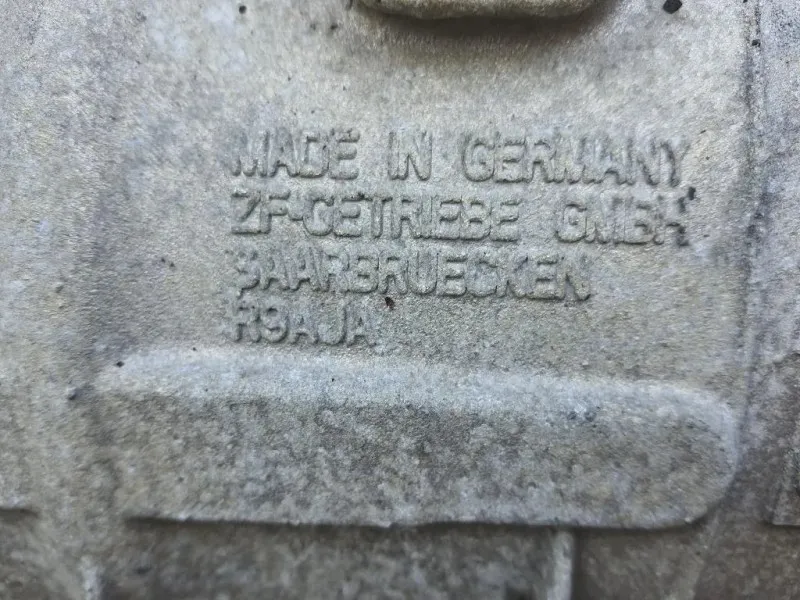 MADE IN GERMANY
ZF-GETRIEBE GMBH
SAARBRUECKEN
R9AJA